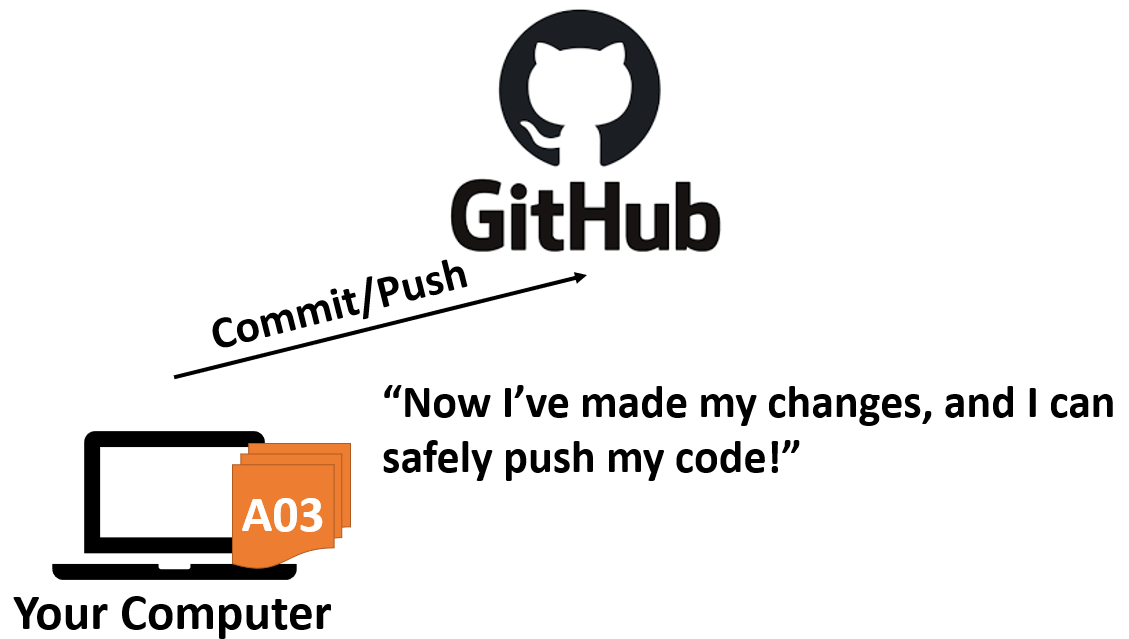 GitHub
Commit/Push
“Now I’ve made my changes, and I can
safely push my code!”
A03
Your Computer